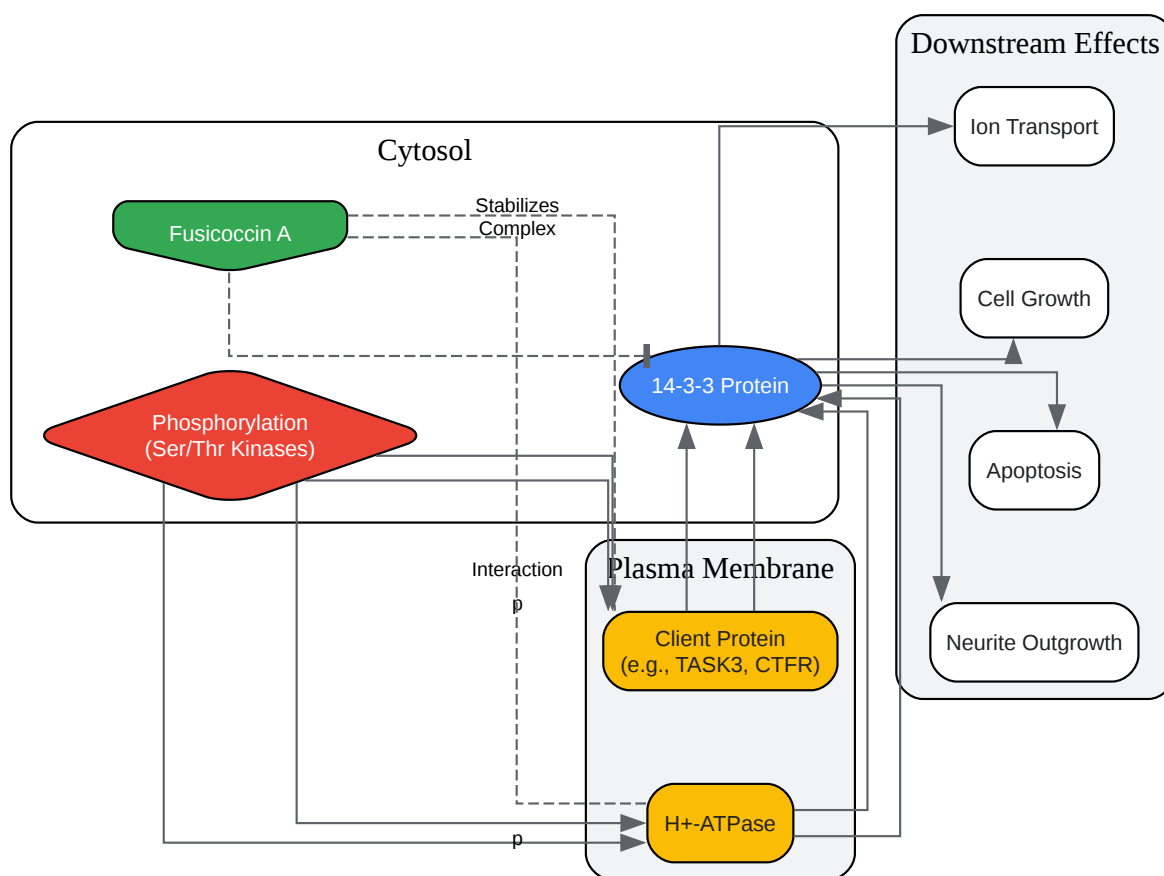 Downstream Effects
Ion Transport
Cytosol
Stabilizes
Complex
Fusicoccin A
Cell Growth
14-3-3 Protein
Phosphorylation
(Ser/Thr Kinases)
Apoptosis
Interaction
Plasma Membrane
p
Client Protein
(e.g., TASK3, CTFR)
Neurite Outgrowth
H+-ATPase
p